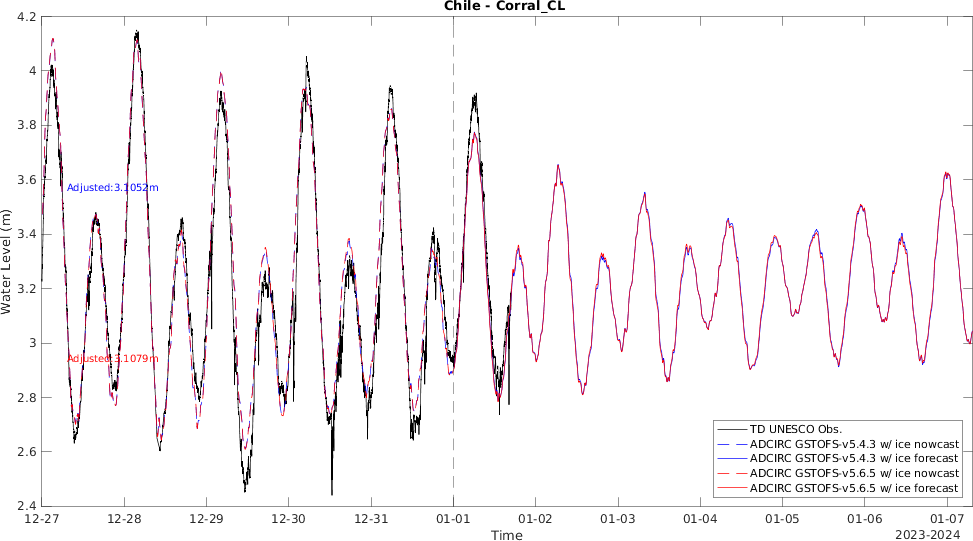 Chile - Corral_CL
4.2
4
3.8
3.6
3.4
3.2
3
2.8
2.6
2.4
Water Level (m)
Adjusted:3.1052m
Adjusted:3.1079m
TD UNESCO Obs.
ADCIRC GSTOFS-v5.4.3 w/ ice nowcast
ADCIRC GSTOFS-v5.4.3 w/ ice forecast
ADCIRC GSTOFS-v5.6.5 w/ ice nowcast
ADCIRC GSTOFS-v5.6.5 w/ ice forecast
12-27 12-28 12-29 12-30 12-31 01-01 01-02 01-03 01-04 01-05 01-06 01-07
Time
2023-2024